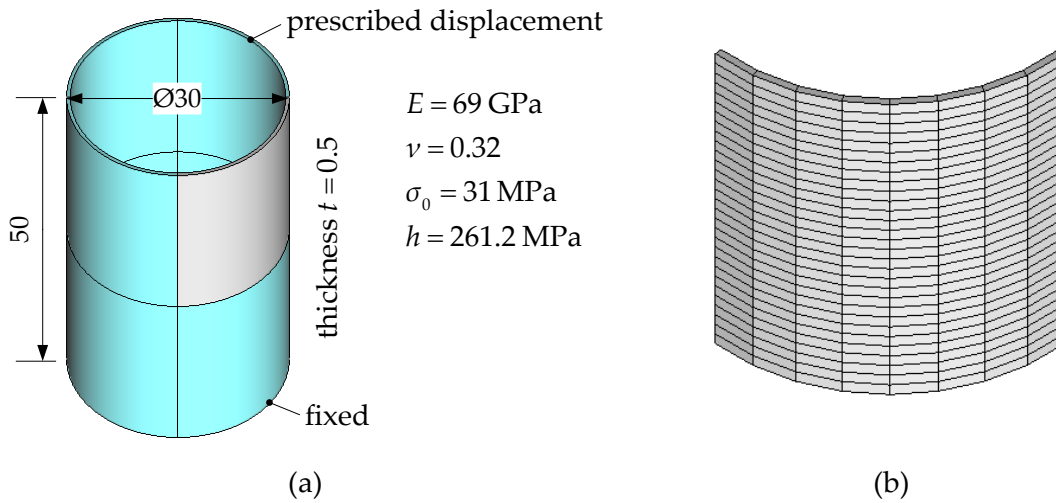 prescribed displacement
Ø30
50
thickness t = 0.5
E = 69 GPa
ν = 0.32
σ₀ = 31 MPa
h = 261.2 MPa
fixed
(a)
(b)